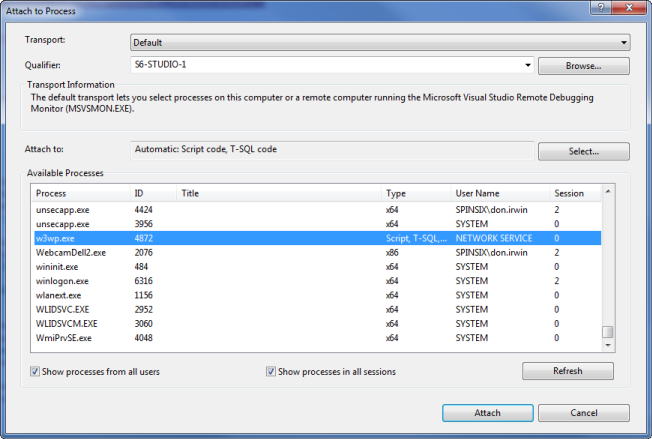 Attach to Process
Transport: Default
Qualifier: S6-STUDIO-1 Browse...
Transport Information
The default transport lets you select processes on this computer or a remote computer running the Microsoft Visual Studio Remote Debugging
Monitor (MSVSMON.EXE).
Attach to: Automatic: Script code, T-SQL code Select...
Available Processes
Process ID Title Type User Name Session
unsecapp.exe 4424 x64 SPINSIX\don.irwin 2
unsecapp.exe 3956 x64 SYSTEM 0
w3wp.exe 4872 Script, T-SQL,... NETWORK SERVICE 0
WebcamDell2.exe 2076 x86 SPINSIX\don.irwin 2
wininit.exe 484 x64 SYSTEM 0
winlogon.exe 6316 x64 SYSTEM 2
wlanext.exe 1156 x64 SYSTEM 0
WLIDSVC.EXE 2952 x64 SYSTEM 0
WLIDSVCM.EXE 3060 x64 SYSTEM 0
WmiPrvSE.exe 4048 x64 SYSTEM 0
Show processes from all users Show processes in all sessions Refresh
Attach Cancel